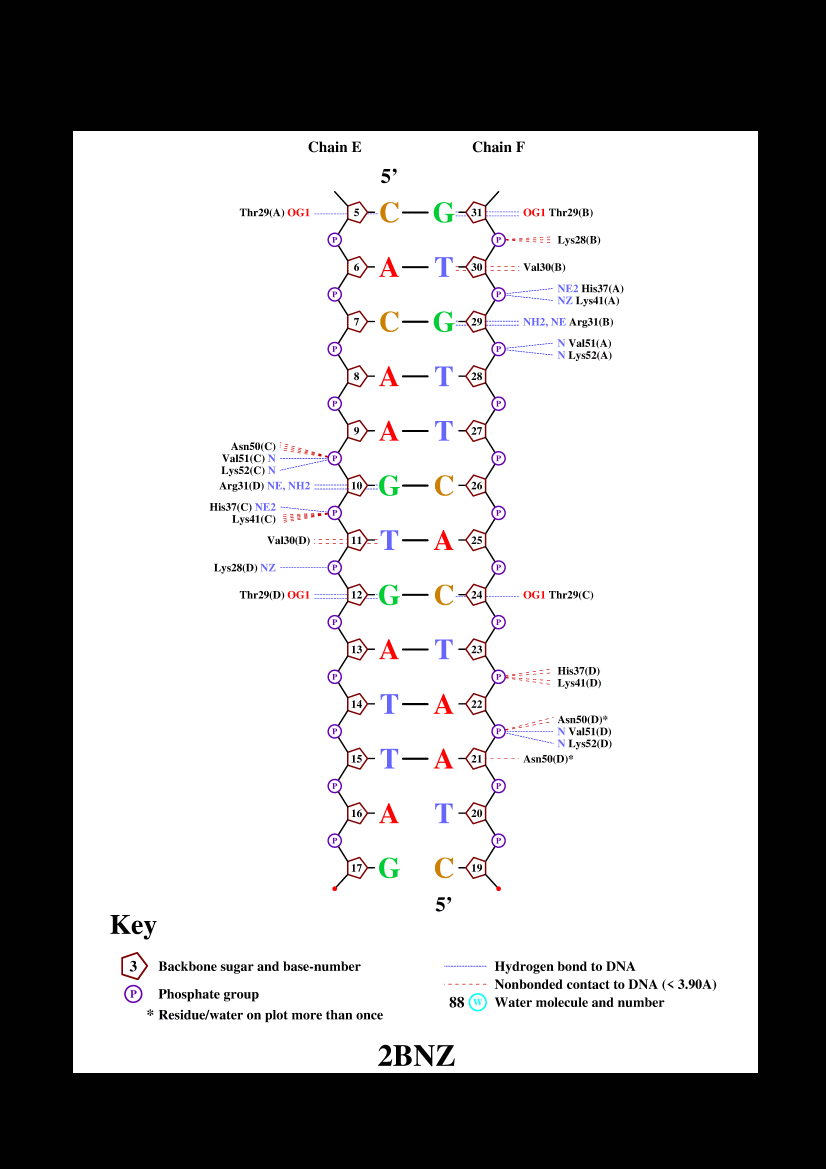 Chain E Chain F
5’
Thr29(A) OG1 5 C G 31 OG1 Thr29(B)
P P Lys28(B)
6 A T 30 Val30(B)
NE2 His37(A)
P P
NZ Lys41(A)
7 C G 29 NH2, NE Arg31(B)
N Val51(A)
P P
N Lys52(A)
8 A T 28
P P
9 A T 27
Asn50(C)
Val51(C) N P P
Lys52(C) N
Arg31(D) NE, NH2 10 G C 26
His37(C) NE2
P P
Lys41(C)
Val30(D) 11 T A 25
Lys28(D) NZ P P
Thr29(D) OG1 12 G C 24 OG1 Thr29(C)
P P
13 A T 23
His37(D)
P P
Lys41(D)
14 T A 22
Asn50(D)*
P P N Val51(D)
N Lys52(D)
15 T A 21 Asn50(D)*
P P
16 A T 20
P P
17 G C 19
5’
Key
3 Backbone sugar and base-number
P Phosphate group
* Residue/water on plot more than once
Hydrogen bond to DNA
Nonbonded contact to DNA (< 3.90A)
88 W Water molecule and number
2BNZ